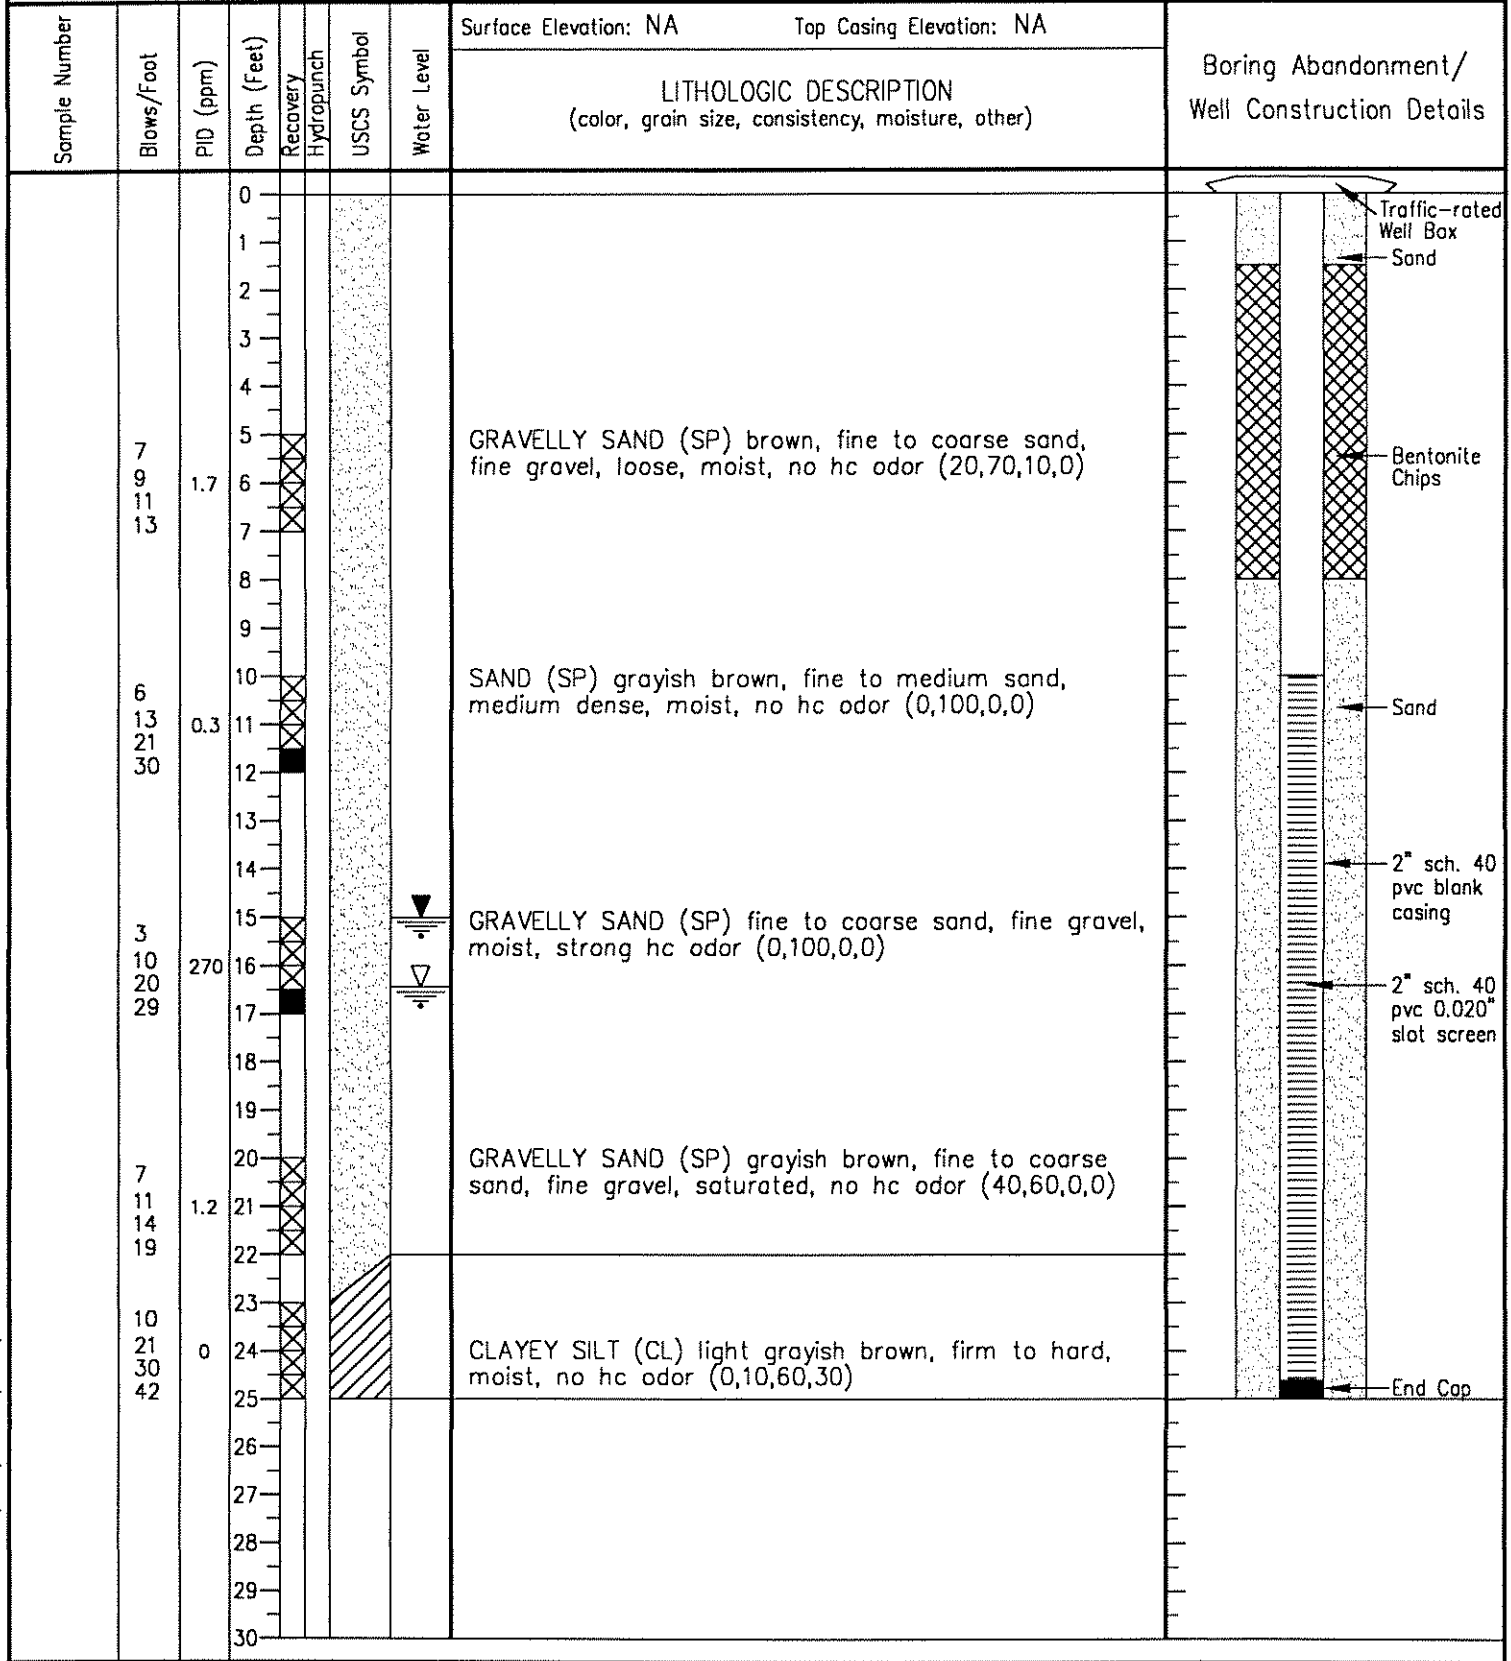 Sample Number
Blows/Foot
PID (ppm)
Depth (Feet)
Recovery
Hydropunch
USCS Symbol
Water Level
Surface Elevation: NA Top Casing Elevation: NA
LITHOLOGIC DESCRIPTION
(color, grain size, consistency, moisture, other)
Boring Abandonment/
Well Construction Details
0
1
2
3
4
5
6
7
8
9
10
11
12
13
14
15
16
17
18
19
20
21
22
23
24
25
26
27
28
29
30
7
9
11
13
1.7
GRAVELLY SAND (SP) brown, fine to coarse sand,
fine gravel, loose, moist, no hc odor (20,70,10,0)
6
13
21
30
0.3
SAND (SP) grayish brown, fine to medium sand,
medium dense, moist, no hc odor (0,100,0,0)
3
10
20
29
270
GRAVELLY SAND (SP) fine to coarse sand, fine gravel,
moist, strong hc odor (0,100,0,0)
7
11
14
19
1.2
GRAVELLY SAND (SP) grayish brown, fine to coarse
sand, fine gravel, saturated, no hc odor (40,60,0,0)
10
21
30
42
0
CLAYEY SILT (CL) light grayish brown, firm to hard,
moist, no hc odor (0,10,60,30)
Traffic-rated
Well Box
Sand
Bentonite
Chips
Sand
2" sch. 40
pvc blank
casing
2" sch. 40
pvc 0.020"
slot screen
End Cap